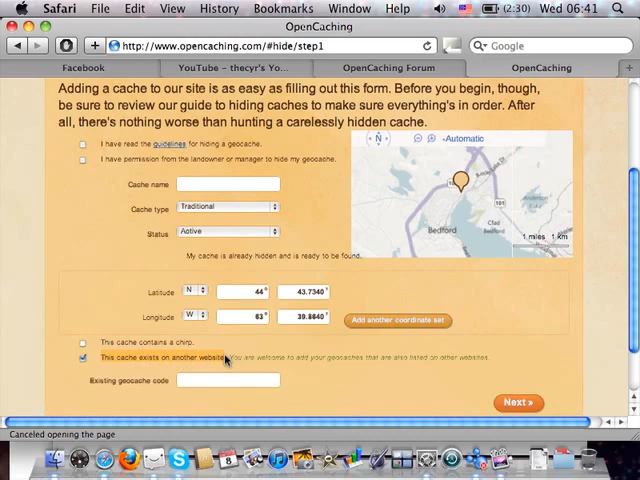 Safari File Edit View History Bookmarks Window Help (2:30) Wed 06:41
OpenCaching
http://www.opencaching.com/#hide/step1
Google
Facebook YouTube - thecyr's Yo... OpenCaching Forum OpenCaching
Adding a cache to our site is as easy as filling out this form. Before you begin, though,
be sure to review our guide to hiding caches to make sure everything's in order. After
all, there's nothing worse than hunting a carelessly hidden cache.
I have read the guidelines for hiding a geocache.
I have permission from the landowner or manager to hide my geocache.
N Automatic
Cache name
Cache type Traditional
Status Active
101
102
Bedford
My cache is already hidden and is ready to be found.
1 miles 1 km
Latitude N 44° 43.7340'
Longitude W 63° 39.8640'
Add another coordinate set
This cache contains a chirp.
This cache exists on another website. You are welcome to add your geocaches that are also listed on other websites.
Existing geocache code
Next »
Canceled opening the page